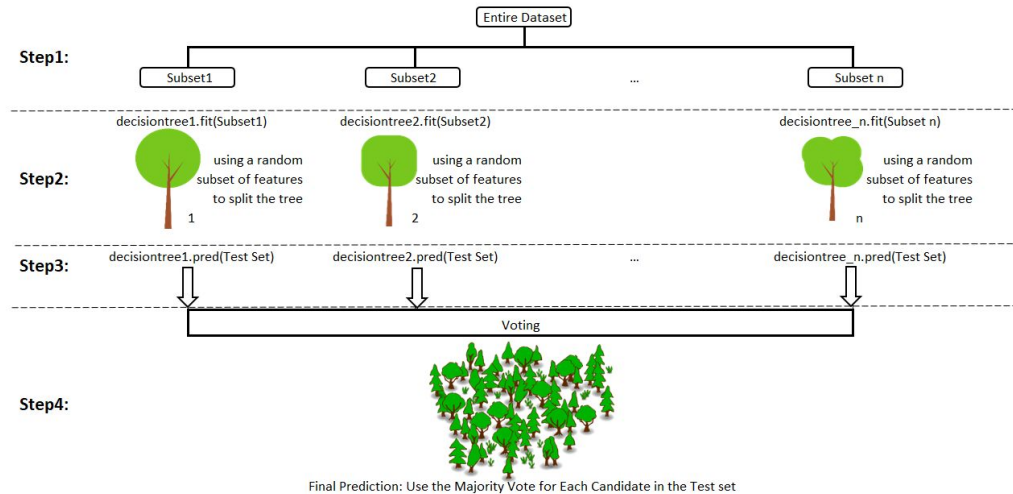 Entire Dataset
Step1:
Subset1
Subset2
...
Subset n
decisiontree1.fit(Subset1)
decisiontree2.fit(Subset2)
decisiontree_n.fit(Subset n)
Step2:
using a random
subset of features
to split the tree
1
using a random
subset of features
to split the tree
2
using a random
subset of features
to split the tree
n
Step3:
decisiontree1.pred(Test Set)
decisiontree2.pred(Test Set)
...
decisiontree_n.pred(Test Set)
Voting
Step4:
Final Prediction: Use the Majority Vote for Each Candidate in the Test set